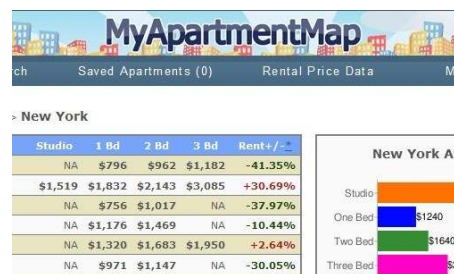 MyApartmentMap
rch Saved Apartments (0) Rental Price Data M
> New York
Studio 1 Bd 2 Bd 3 Bd Rent+/-*
NA $796 $962 $1,182 -41.35%
$1,519 $1,832 $2,143 $3,085 +30.69%
NA $756 $1,017 NA -37.97%
NA $1,176 $1,469 NA -10.44%
NA $1,320 $1,683 $1,950 +2.64%
NA $971 $1,147 NA -30.05%
New York A
Studio
One Bed $1240
Two Bed $1640
Three Bed $